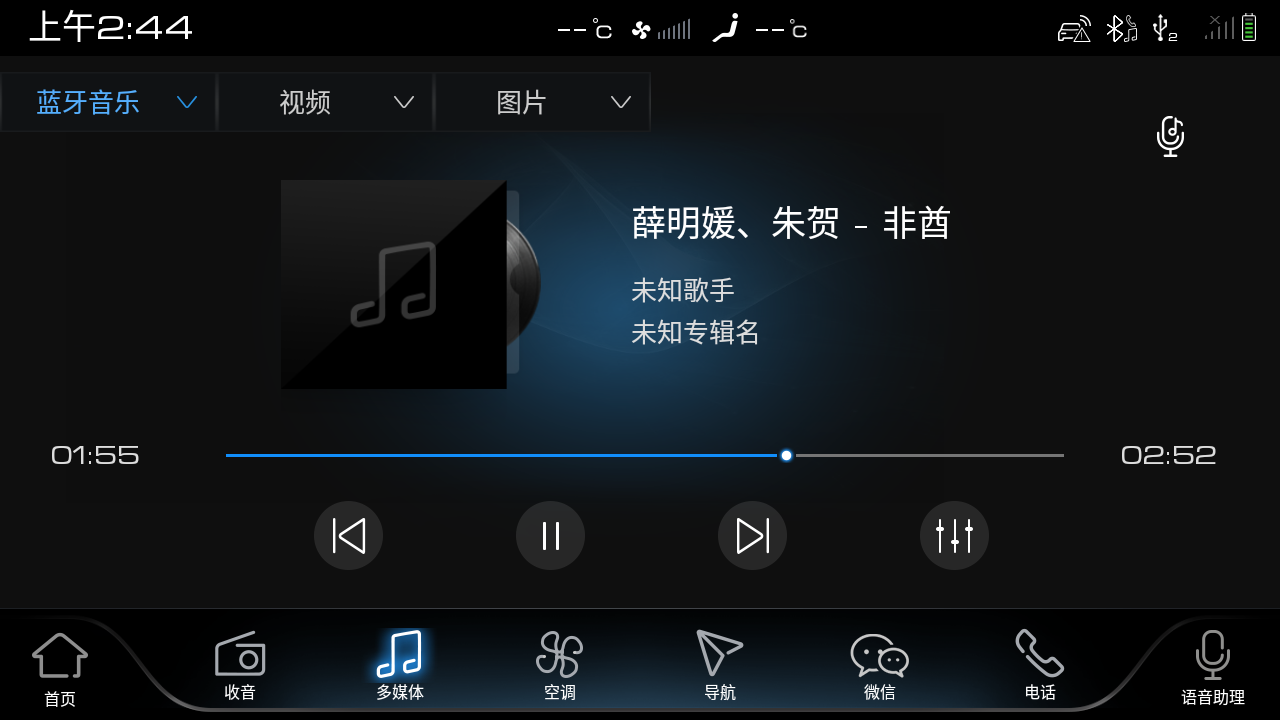 上午2:44
--°C
--°C
2
蓝牙音乐
视频
图片
薛明媛、朱贺 - 非酋
未知歌手
未知专辑名
01:55
02:52
首页
收音
多媒体
空调
导航
微信
电话
语音助理